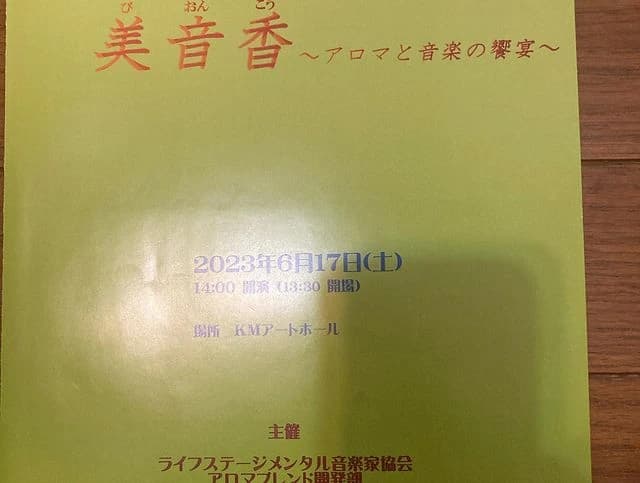 び おん こう
美音香 ～アロマと音楽の饗宴～
2023年6月17日(土)
14:00 開演 (13:30 開場)
場所 KMアートホール
主催
ライフステージメンタル音楽家協会
アロマブレンド開発部